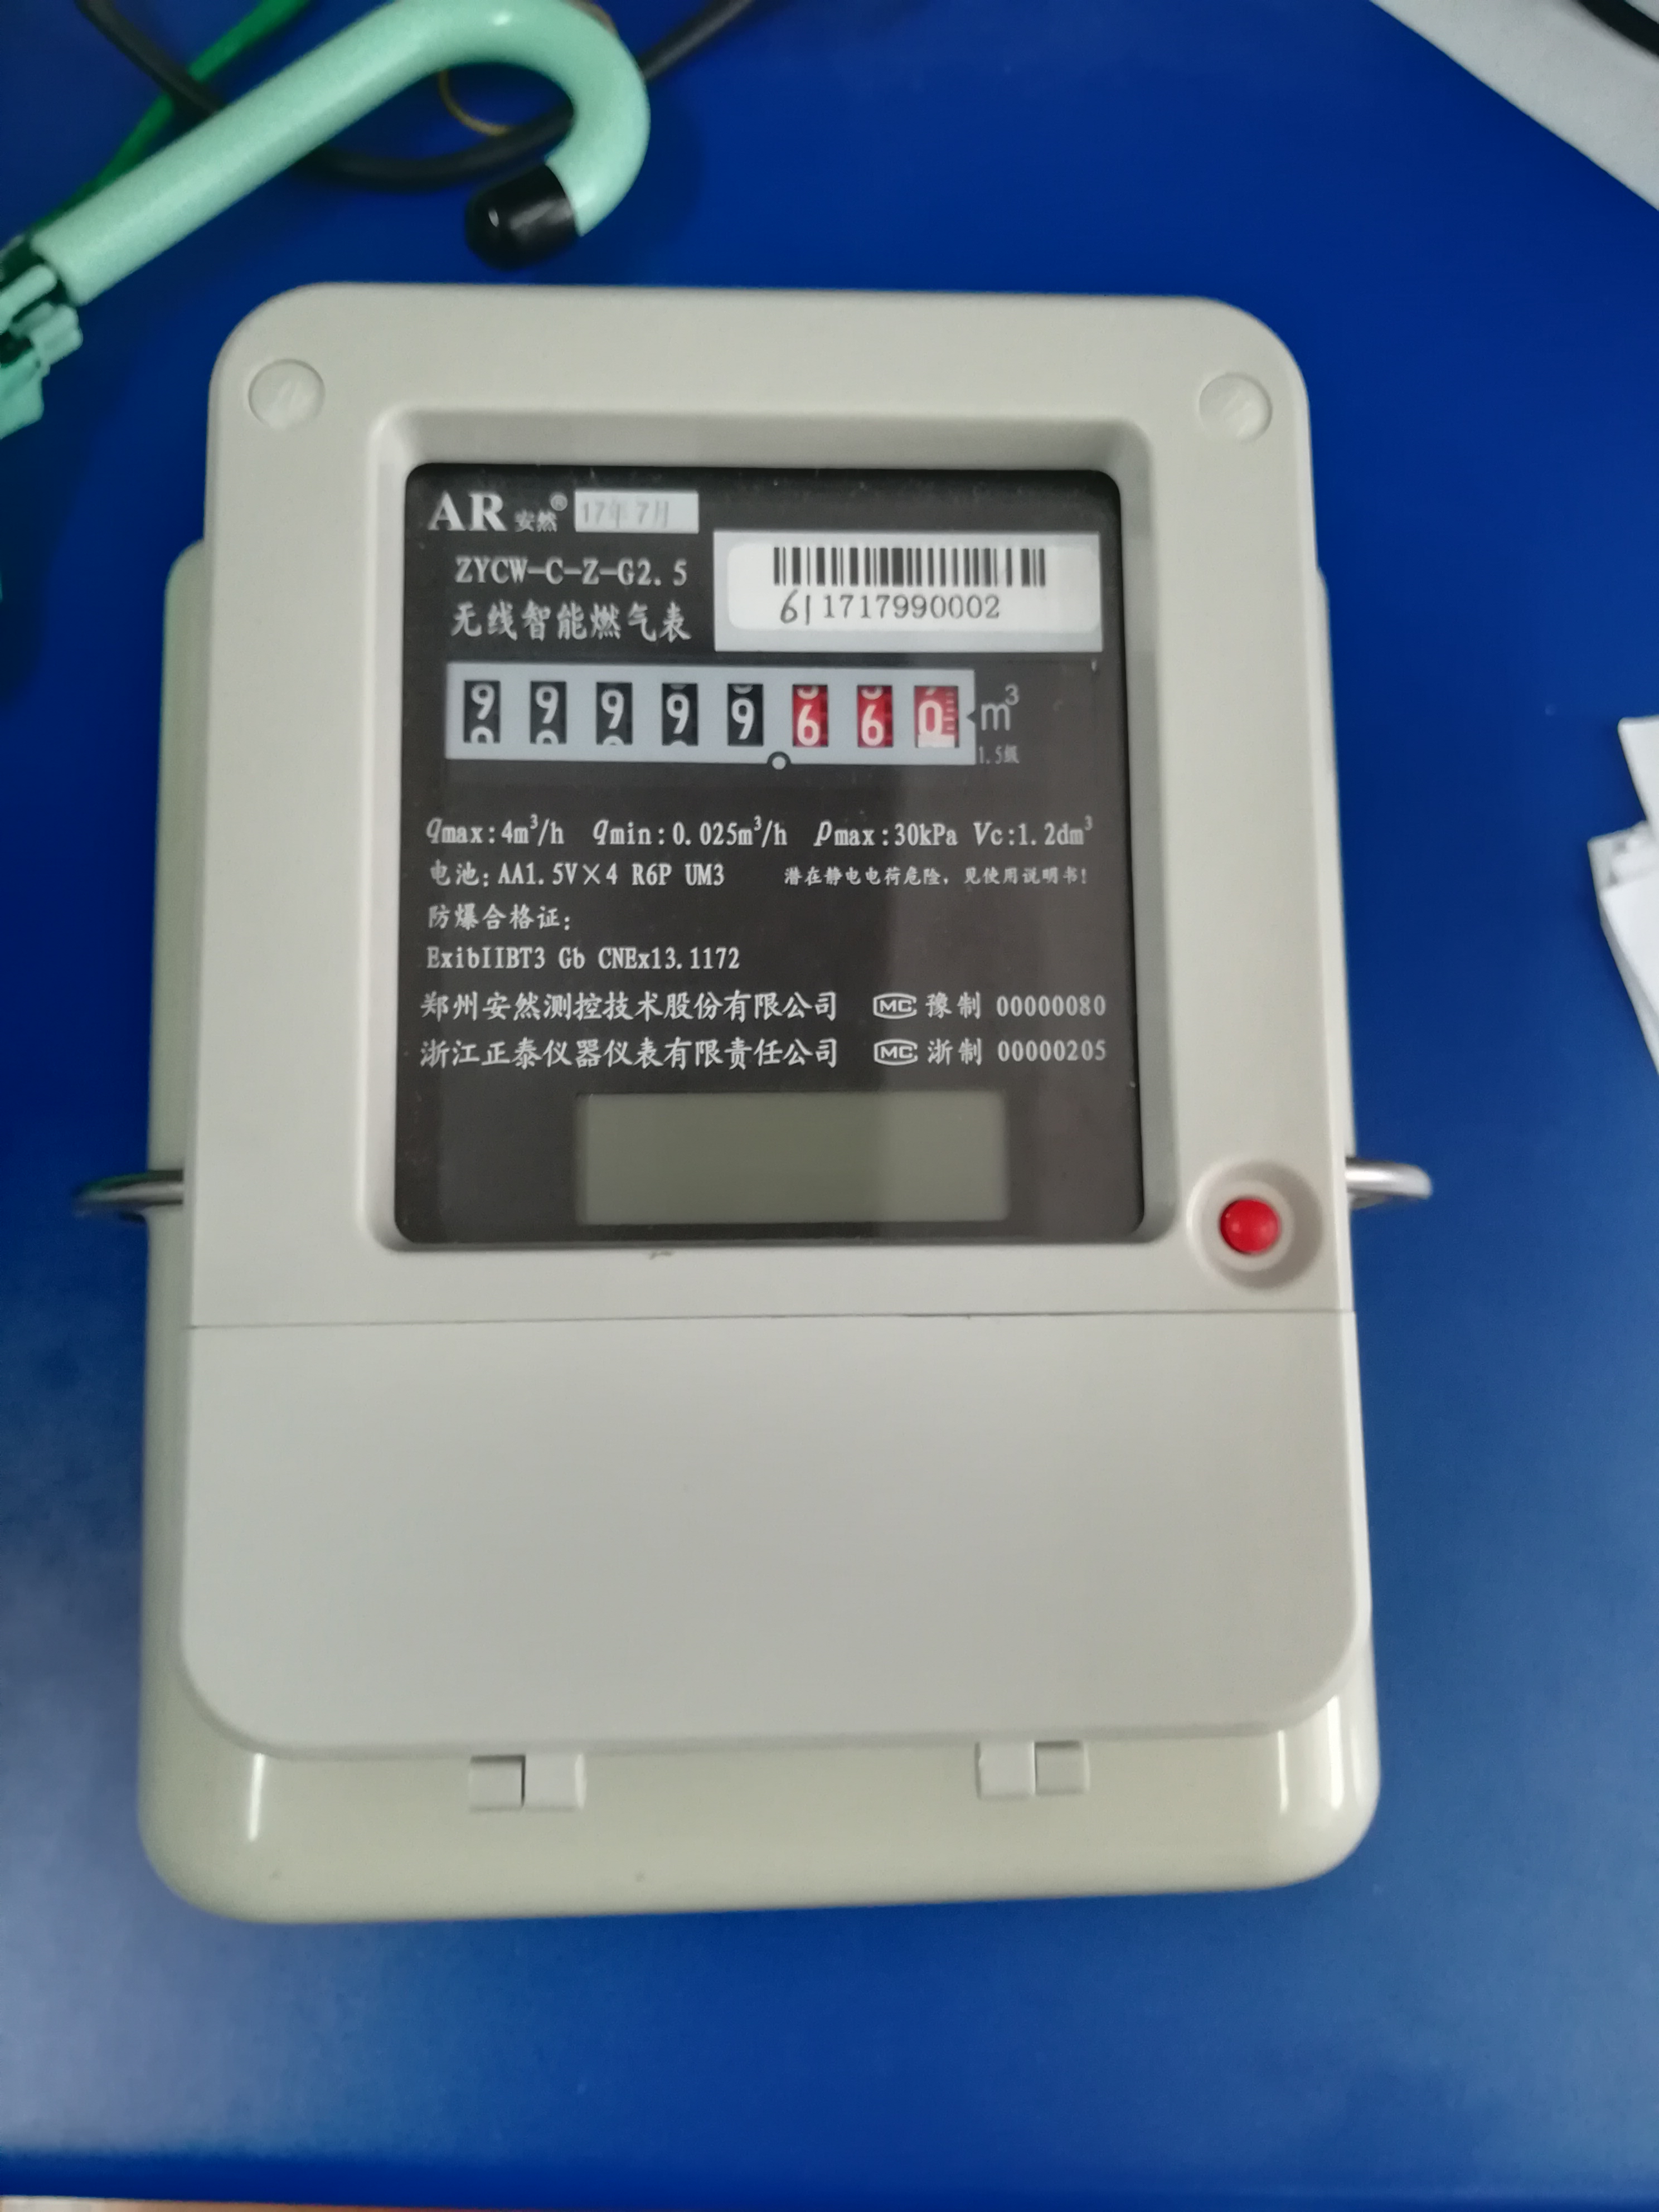 AR 安然® 17年7月
ZYCW-C-Z-G2.5
无线智能燃气表
61 1717990002
99999660 m³
1.5级
qmax:4m³/h qmin:0.025m³/h ρmax:30kPa Vc:1.2dm³
电池:AA1.5V×4 R6P UM3 潜在静电电荷危险,见使用说明书!
防爆合格证:
ExibIIBT3 Gb CNEx13.1172
郑州安然测控技术股份有限公司 MC 豫制 00000080
浙江正泰仪器仪表有限责任公司 MC 浙制 00000205